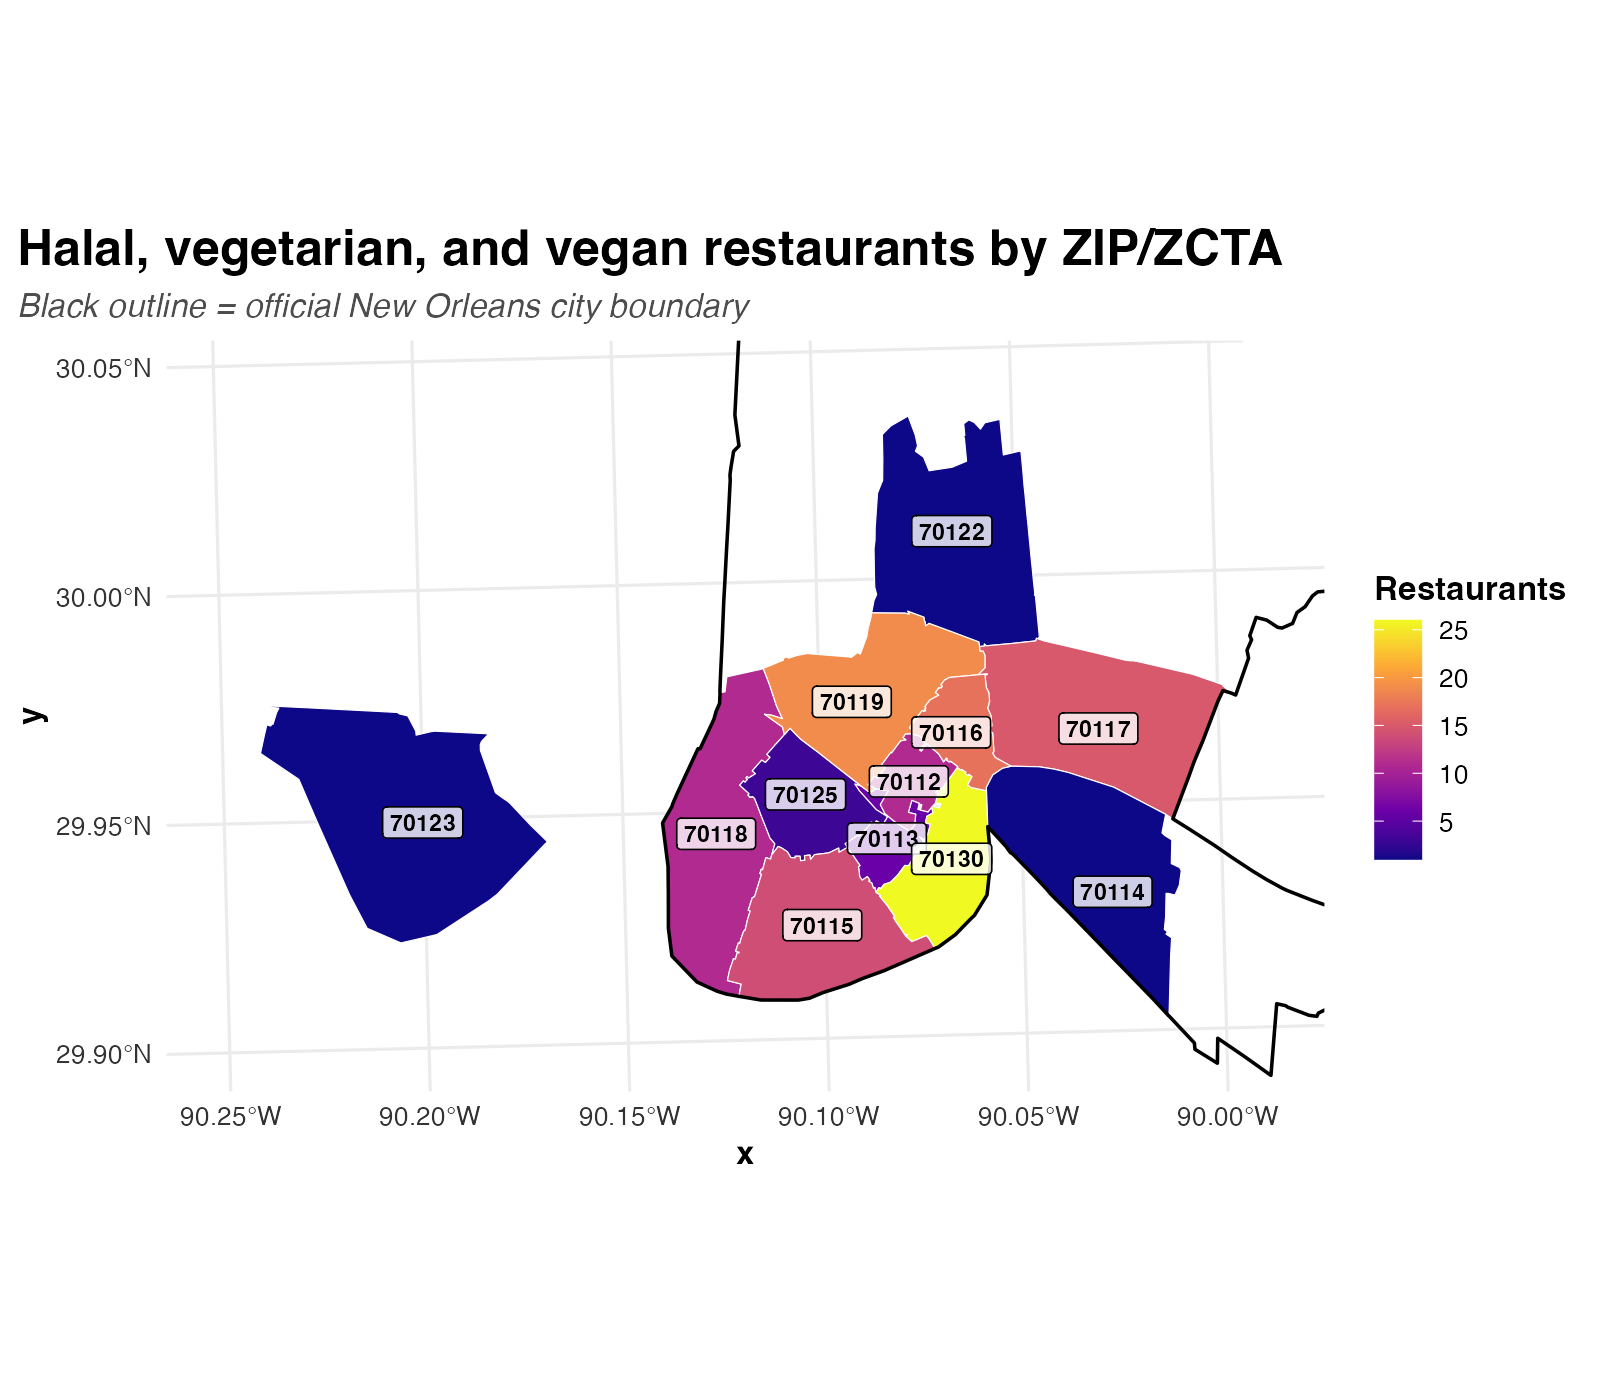 Halal, vegetarian, and vegan restaurants by ZIP/ZCTA
Black outline = official New Orleans city boundary
30.05°N
30.00°N
29.95°N
29.90°N
y
70122
70119
70116
70117
70112
70125
70123
70118
70113
70130
70114
70115
Restaurants
25
20
15
10
5
90.25°W
90.20°W
90.15°W
90.10°W
90.05°W
90.00°W
x